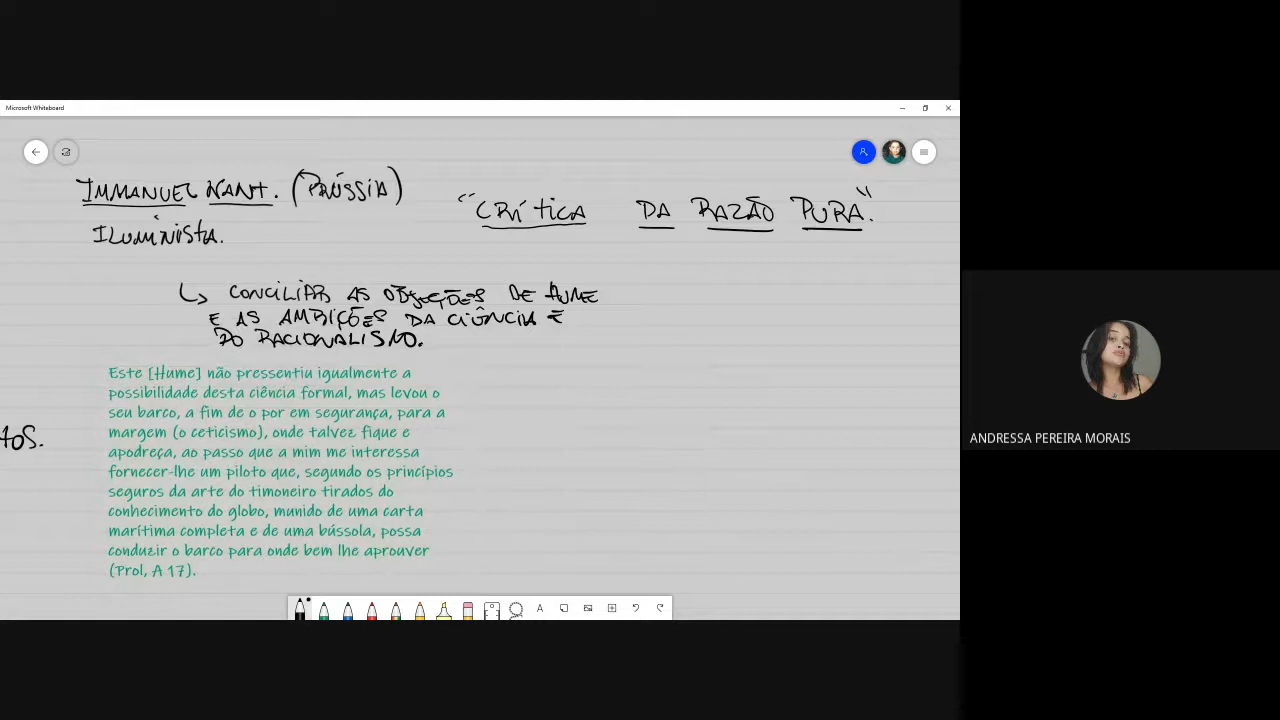 Microsoft Whiteboard
IMMANUEL KANT. (PRÚSSIA)
ILUMINISTA.
"CRÍTICA DA RAZÃO PURA".
CONCILIAR AS OBJEÇÕES DE HUME
E AS AMBIÇÕES DA CIÊNCIA E
DO RACIONALISMO.
Este [Hume] não pressentiu igualmente a
possibilidade desta ciência formal, mas levou o
seu barco, a fim de o por em segurança, para a
margem (o ceticismo), onde talvez fique e
apodreça, ao passo que a mim me interessa
fornecer-lhe um piloto que, segundo os princípios
seguros da arte do timoneiro tirados do
conhecimento do globo, munido de uma carta
marítima completa e de uma bússola, possa
conduzir o barco para onde bem lhe aprouver
(Prol, A 17).
TOS.
A
ANDRESSA PEREIRA MORAIS